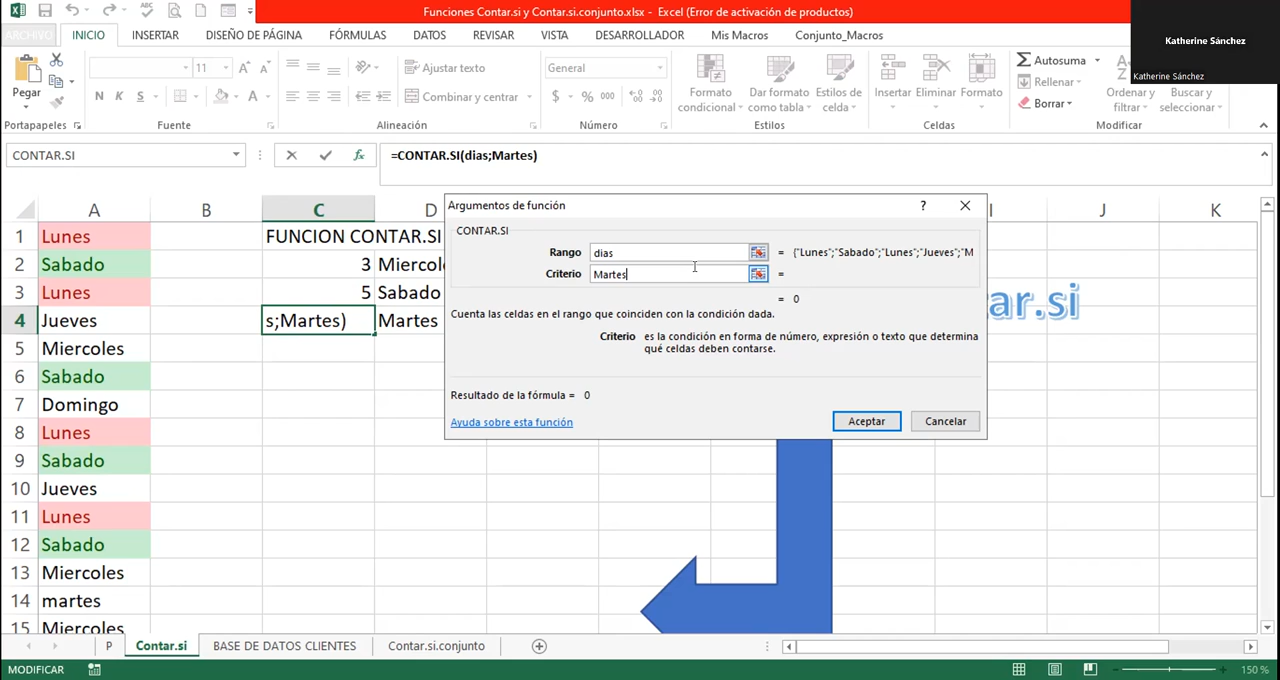 Funciones Contar.si y Contar.si.conjunto.xlsx - Excel (Error de activación de productos)
Katherine Sánchez
Katherine Sánchez
ARCHIVO INICIO INSERTAR DISEÑO DE PÁGINA FÓRMULAS DATOS REVISAR VISTA DESARROLLADOR Mis Macros Conjunto_Macros
Pegar
11
N K S
Ajustar texto
Combinar y centrar
General
$ % 000
Formato condicional
Dar formato como tabla
Estilos de celda
Insertar Eliminar Formato
Autosuma
Rellenar
Borrar
Ordenar y filtrar
Buscar y seleccionar
Portapapeles Fuente Alineación Número Estilos Celdas Modificar
CONTAR.SI
=CONTAR.SI(dias;Martes)
A B C D I J K
1 Lunes FUNCION CONTAR.SI
2 Sabado 3
3 Lunes 5 Sabado
4 Jueves s;Martes) Martes
5 Miercoles
6 Sabado
7 Domingo
8 Lunes
9 Sabado
10 Jueves
11 Lunes
12 Sabado
13 Miercoles
14 martes
15 Miercoles
ar.si
Argumentos de función ?
CONTAR.SI
Rango dias = {"Lunes";"Sabado";"Lunes";"Jueves";"M
Criterio Martes =
= 0
Cuenta las celdas en el rango que coinciden con la condición dada.
Criterio es la condición en forma de número, expresión o texto que determina
qué celdas deben contarse.
Resultado de la fórmula = 0
Ayuda sobre esta función
Aceptar Cancelar
P Contar.si BASE DE DATOS CLIENTES Contar.si.conjunto
MODIFICAR 150 %